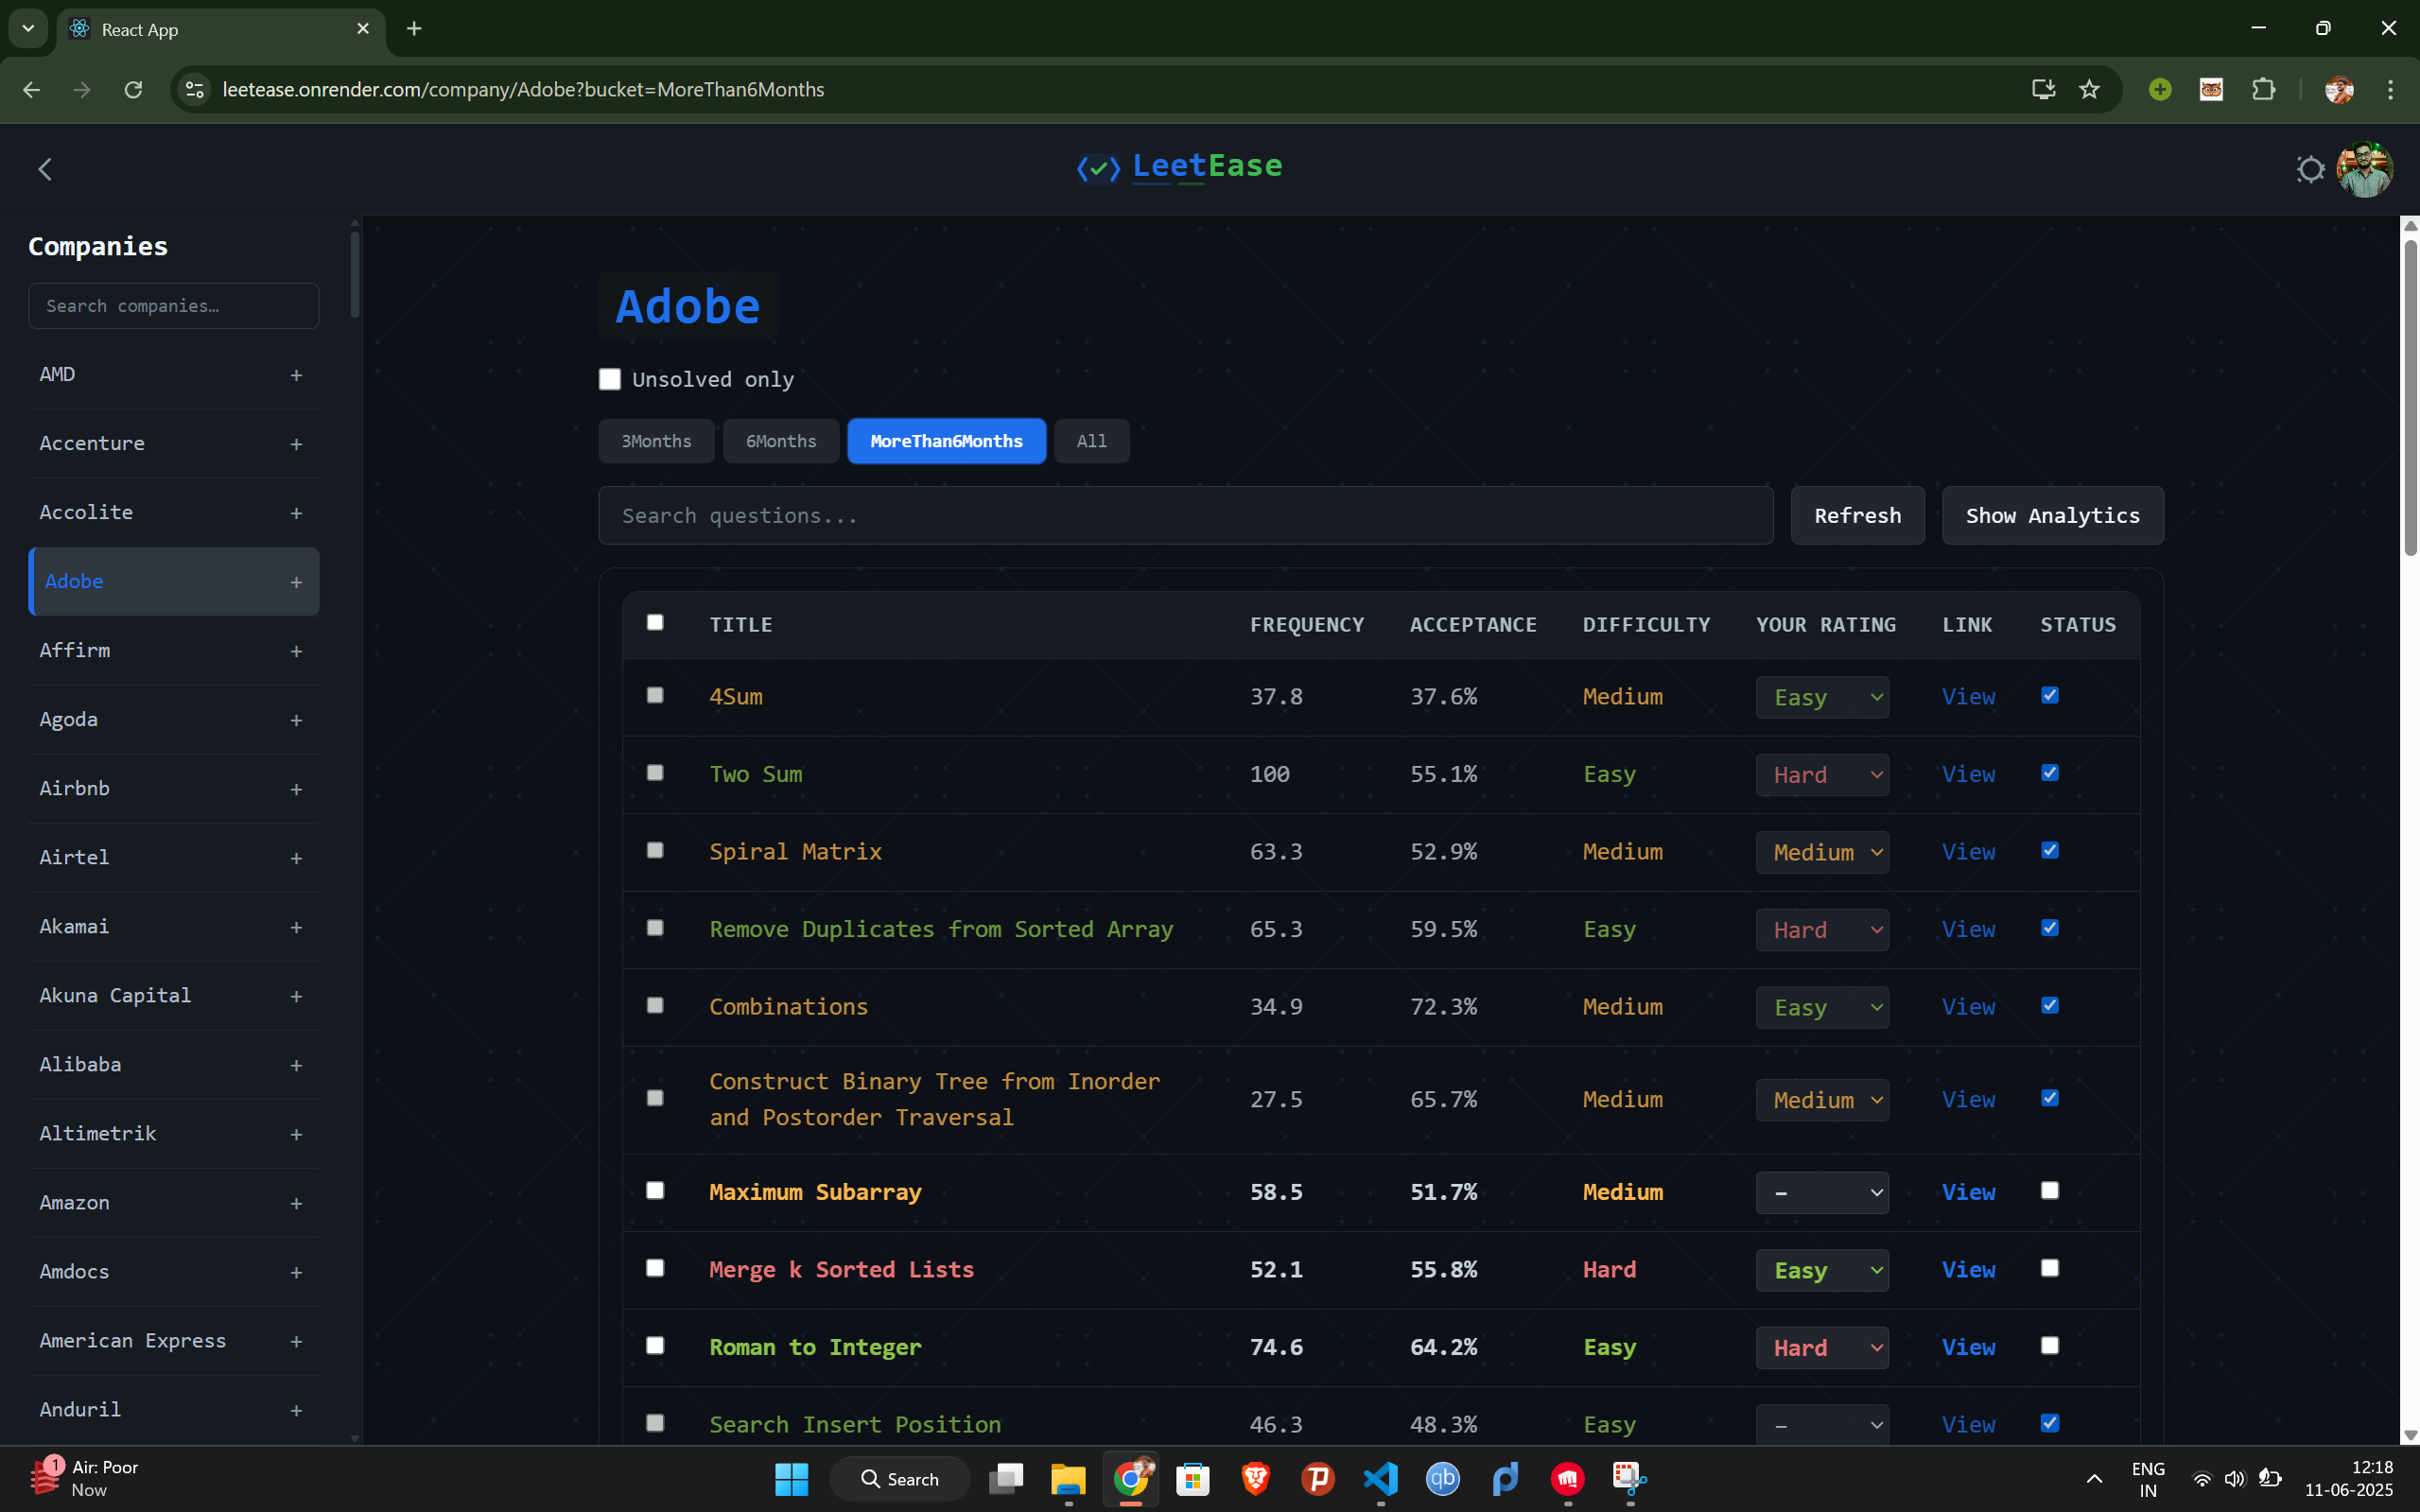 React App
leetease.onrender.com/company/Adobe?bucket=MoreThan6Months
LeetEase
Companies
Search companies…
AMD +
Accenture +
Accolite +
Adobe +
Affirm +
Agoda +
Airbnb +
Airtel +
Akamai +
Akuna Capital +
Alibaba +
Altimetrik +
Amazon +
Amdocs +
American Express +
Anduril +
Adobe
Unsolved only
3Months 6Months MoreThan6Months All
Search questions... Refresh Show Analytics
TITLE FREQUENCY ACCEPTANCE DIFFICULTY YOUR RATING LINK STATUS
4Sum 37.8 37.6% Medium Easy View
Two Sum 100 55.1% Easy Hard View
Spiral Matrix 63.3 52.9% Medium Medium View
Remove Duplicates from Sorted Array 65.3 59.5% Easy Hard View
Combinations 34.9 72.3% Medium Easy View
Construct Binary Tree from Inorder
and Postorder Traversal 27.5 65.7% Medium Medium View
Maximum Subarray 58.5 51.7% Medium – View
Merge k Sorted Lists 52.1 55.8% Hard Easy View
Roman to Integer 74.6 64.2% Easy Hard View
Search Insert Position 46.3 48.3% Easy – View
1
Air: Poor
Now
Search
qb
ENG
IN
12:18
11-06-2025